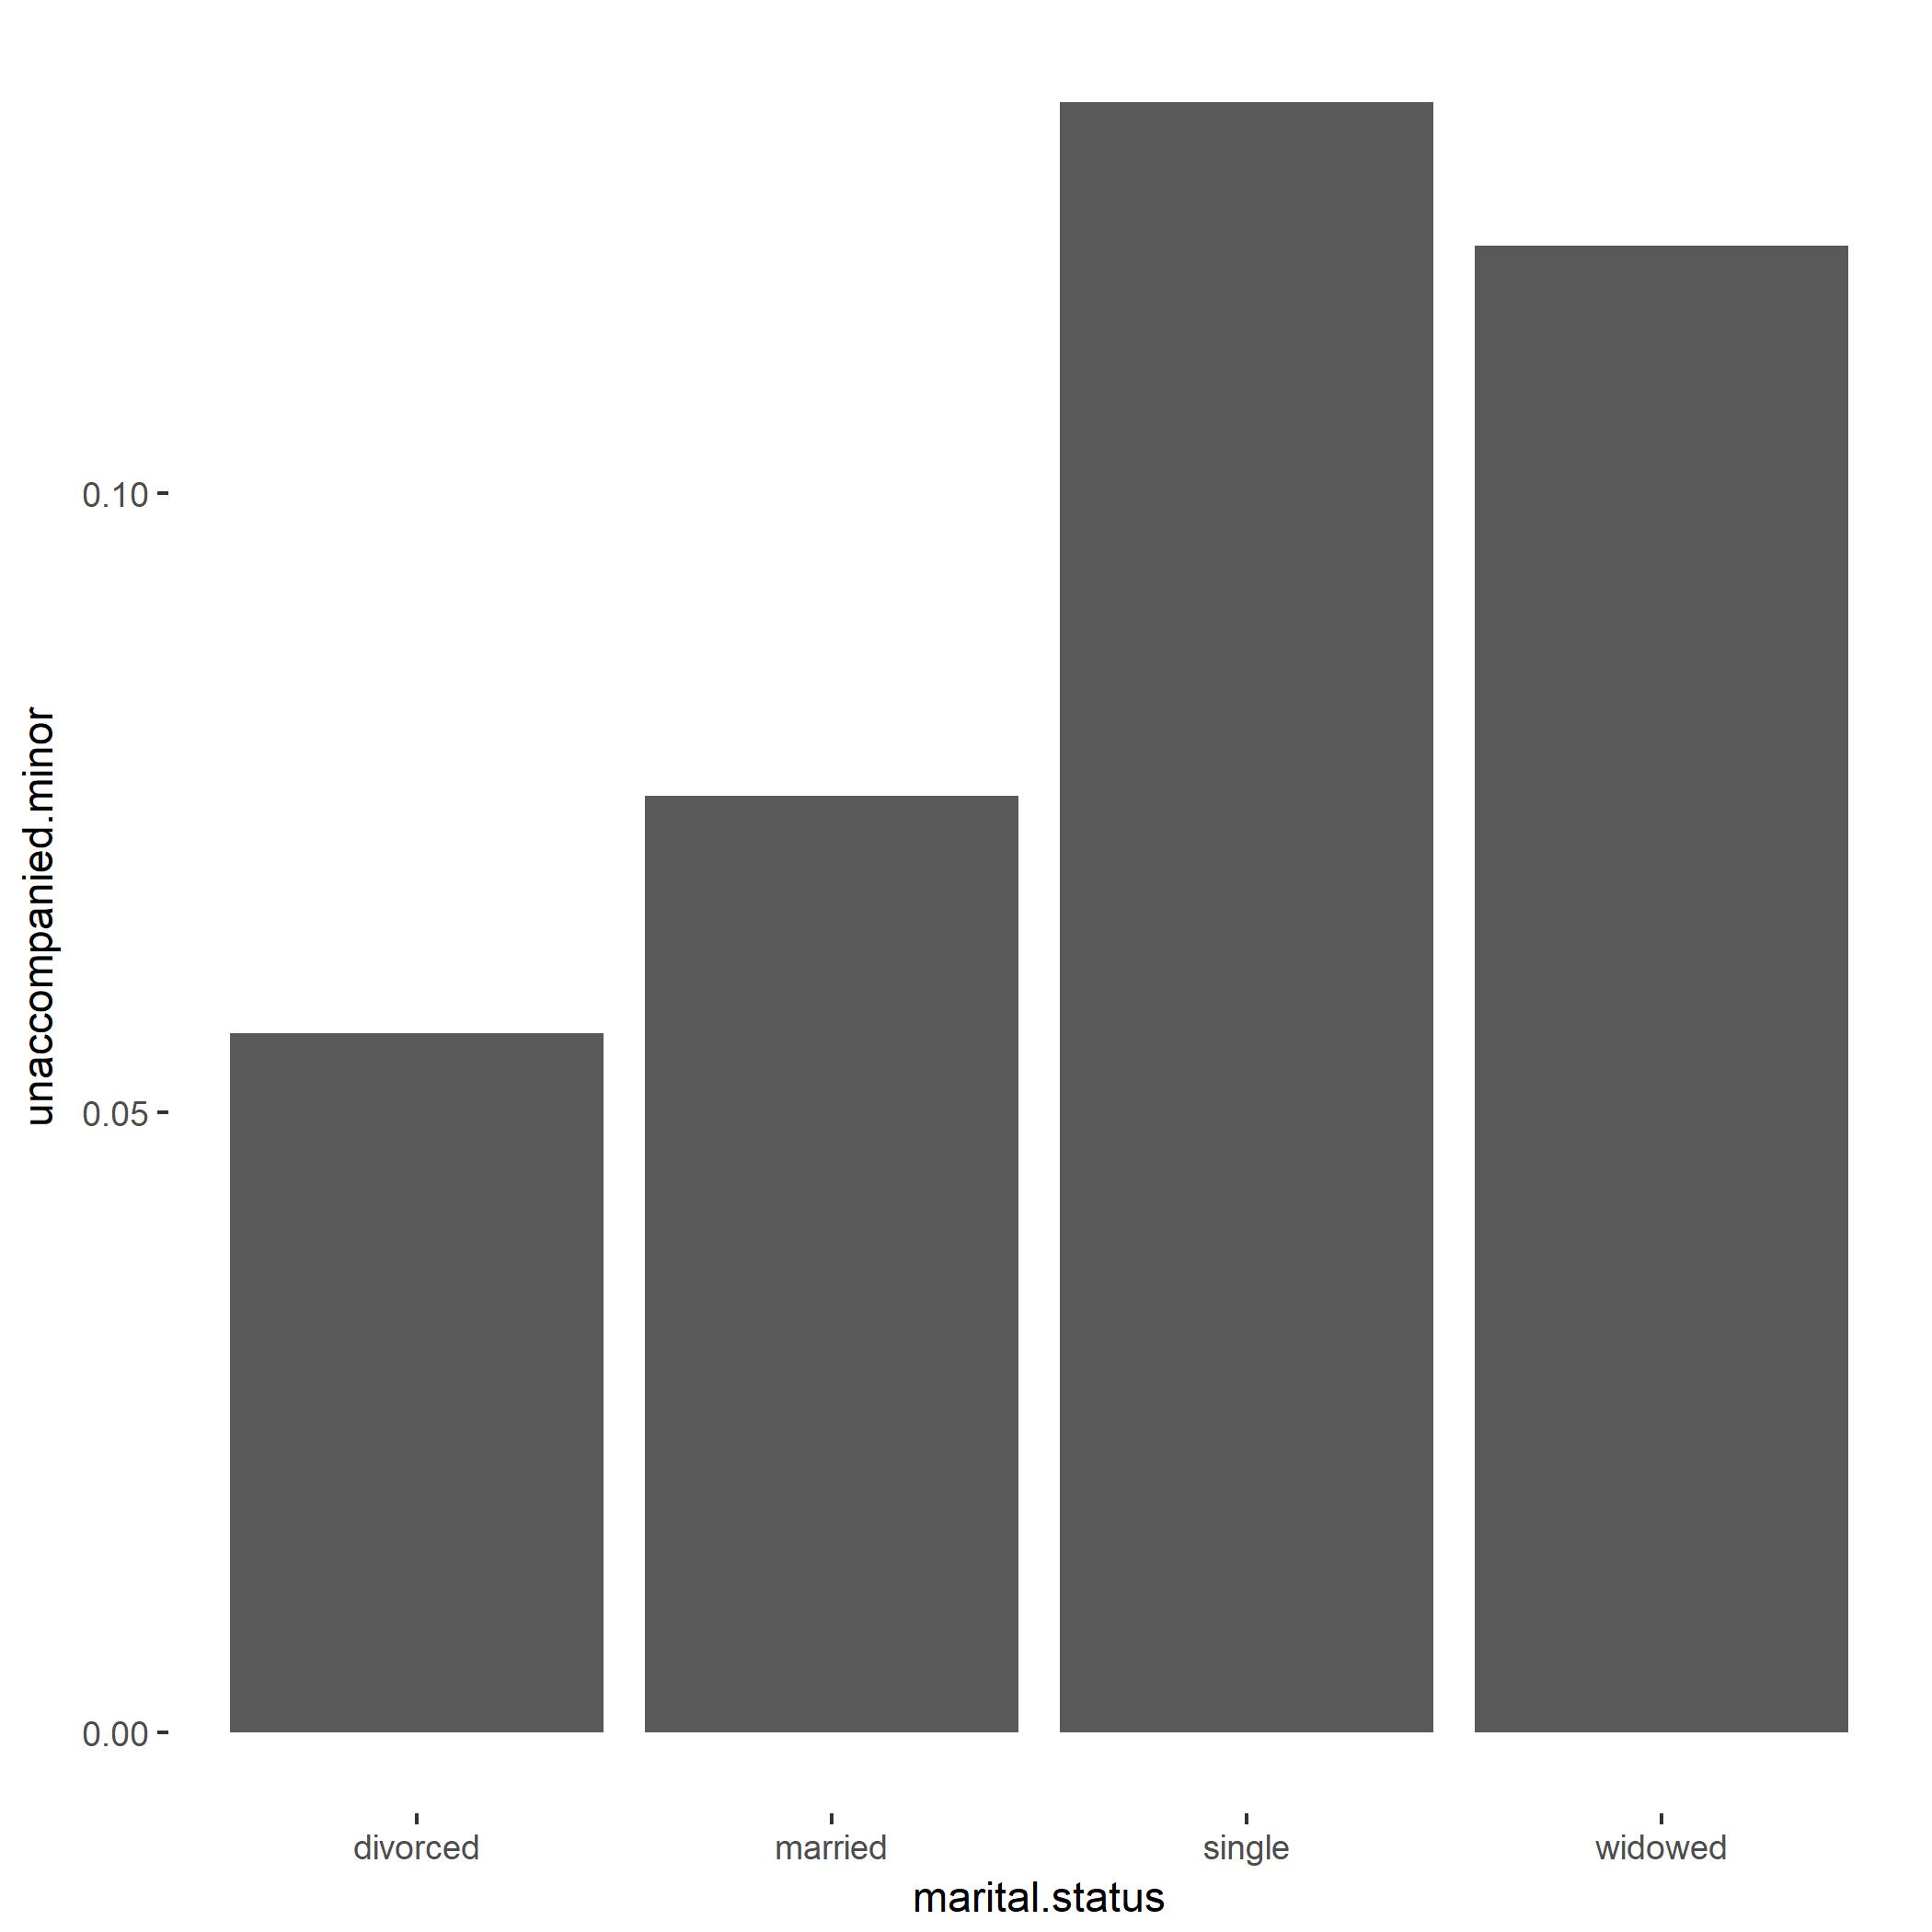 unaccompanied.minor
0.10
0.05
0.00
divorced married single widowed
marital.status